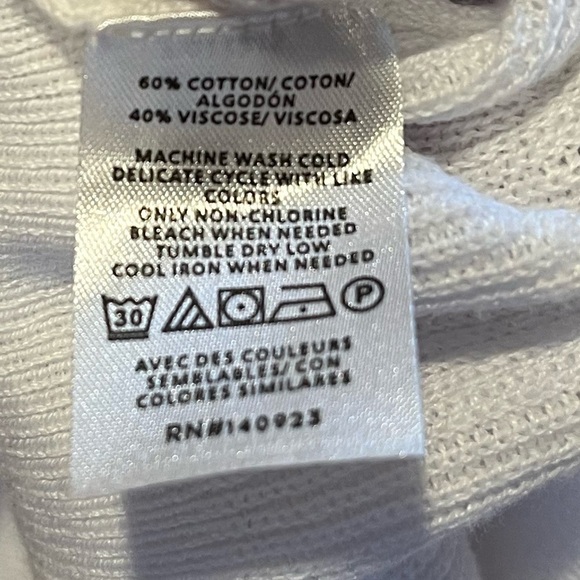 60% COTTON/ COTON/
ALGODÓN
40% VISCOSE/ VISCOSA
MACHINE WASH COLD
DELICATE CYCLE WITH LIKE
COLORS
ONLY NON-CHLORINE
BLEACH WHEN NEEDED
TUMBLE DRY LOW
COOL IRON WHEN NEEDED
30 P
AVEC DES COULEURS
SEMBLABLES/ CON
COLORES SIMILARES
RN#140923